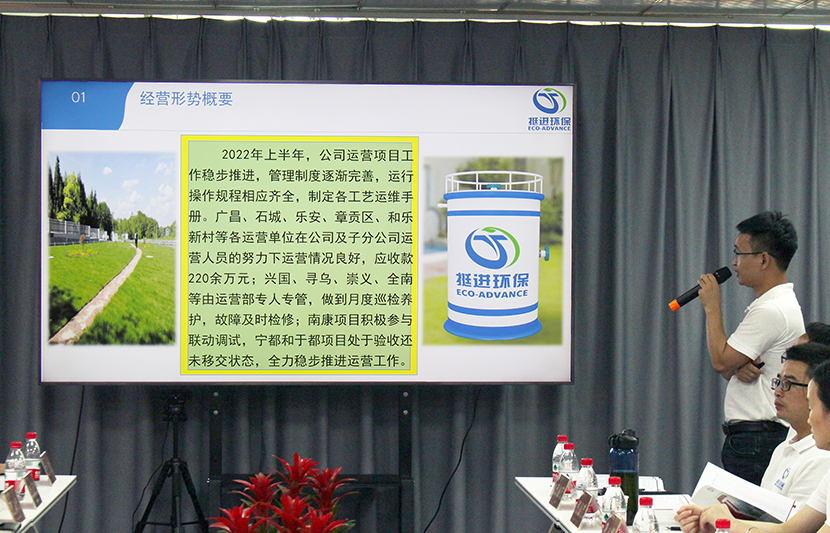 01
经营形势概要
挺进环保
ECO-ADVANCE
2022年上半年，公司运营项目工
作稳步推进，管理制度逐渐完善，运行
操作规程相应齐全，制定各工艺运维手
册。广昌、石城、乐安、章贡区、和乐
新村等各运营单位在公司及子分公司运
营人员的努力下运营情况良好，应收款
220余万元；兴国、寻乌、崇义、全南
等由运营部专人专管，做到月度巡检养
护，故障及时检修；南康项目积极参与
联动调试，宁都和于都项目处于验收还
未移交状态，全力稳步推进运营工作。
挺进环保
ECO-ADVANCE